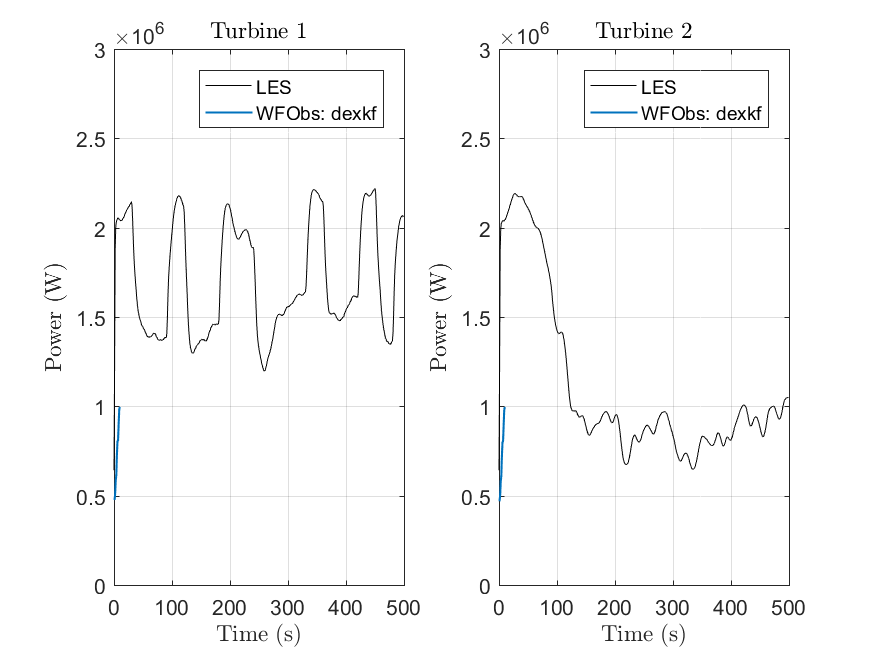 Turbine 1
×10^6
3
2.5
2
1.5
1
0.5
0
0 100 200 300 400 500
Power (W)
Time (s)
LES
WFObs: dexkf
Turbine 2
×10^6
3
2.5
2
1.5
1
0.5
0
0 100 200 300 400 500
Power (W)
Time (s)
LES
WFObs: dexkf